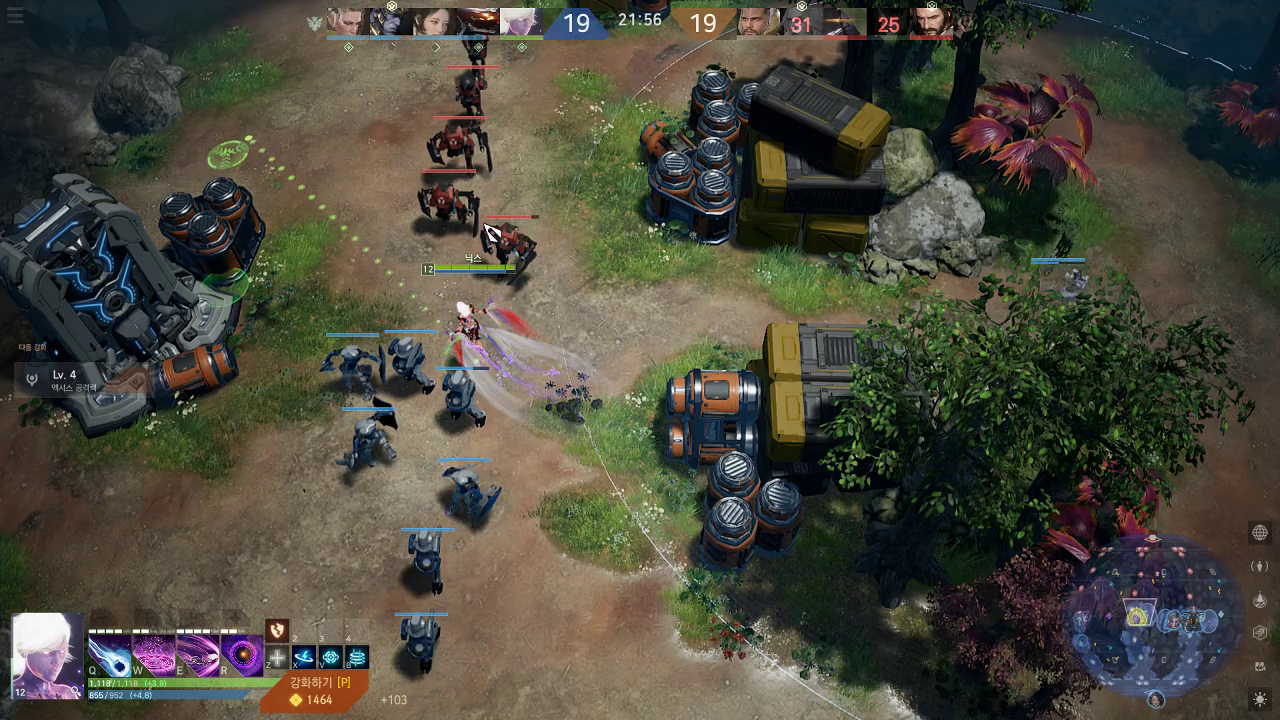 19
21:56
19
31
25
닉스
12
다음 강화
Lv. 4
엑시스 공격력
Q
W
E
R
Z
X
V
B
2
3
4
12
1,118/1,118 (+3.9)
855/952 (+4.8)
강화하기 [P]
1464
+103